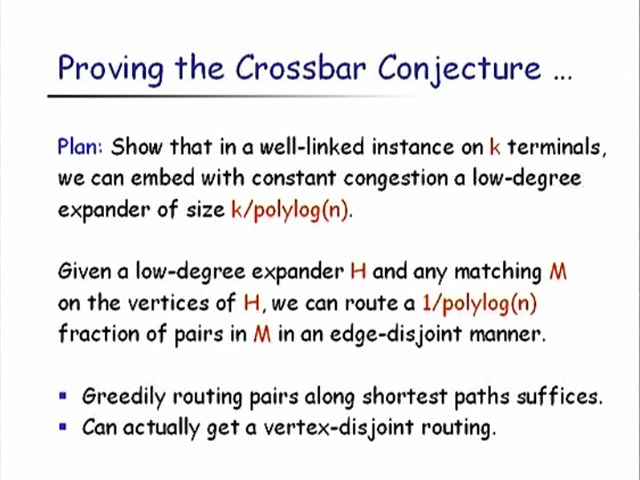 Proving the Crossbar Conjecture ...
Plan: Show that in a well-linked instance on k terminals,
we can embed with constant congestion a low-degree
expander of size k/polylog(n).
Given a low-degree expander H and any matching M
on the vertices of H, we can route a 1/polylog(n)
fraction of pairs in M in an edge-disjoint manner.
▪ Greedily routing pairs along shortest paths suffices.
▪ Can actually get a vertex-disjoint routing.